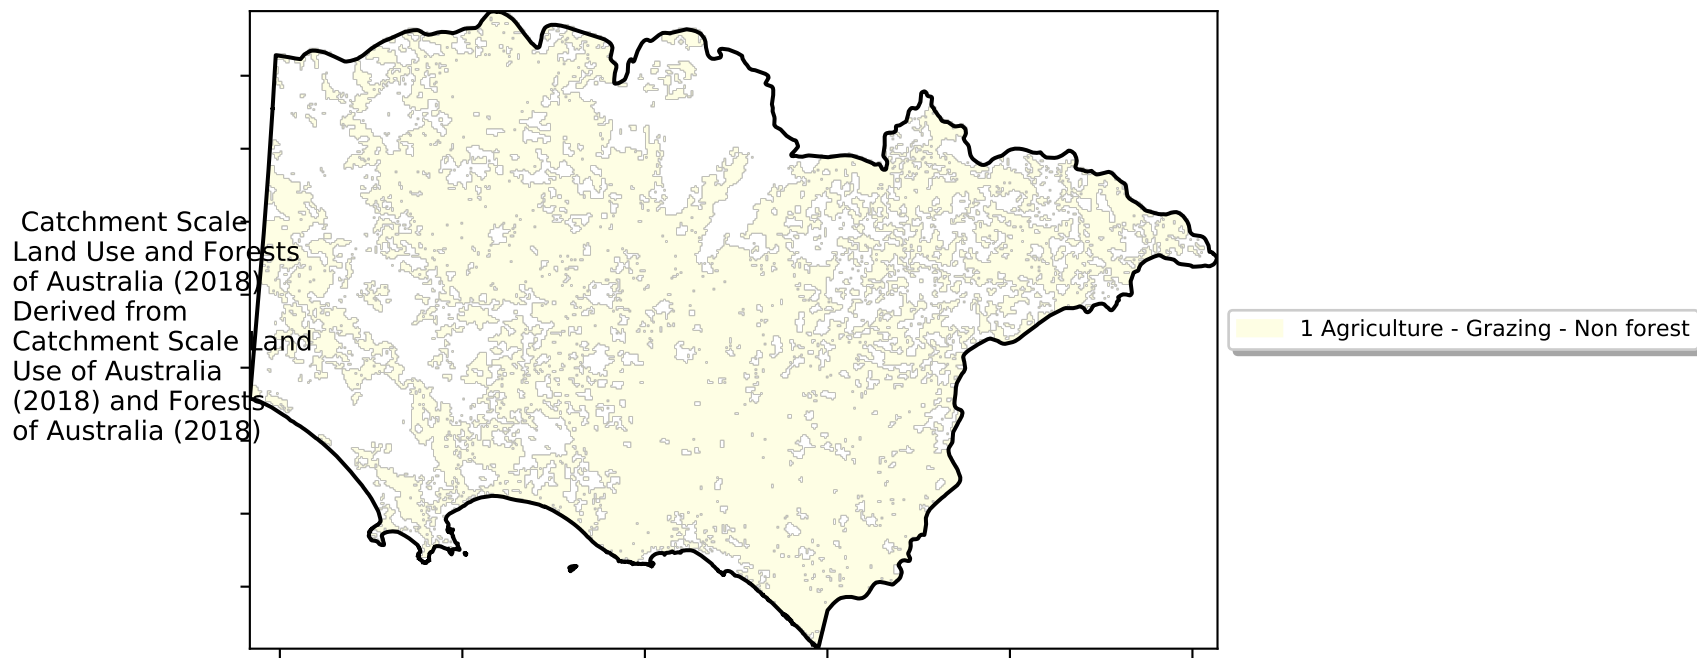 Catchment Scale
Land Use and Forests
of Australia (2018)
Derived from
Catchment Scale Land
Use of Australia
(2018) and Forests
of Australia (2018)
1 Agriculture - Grazing - Non forest